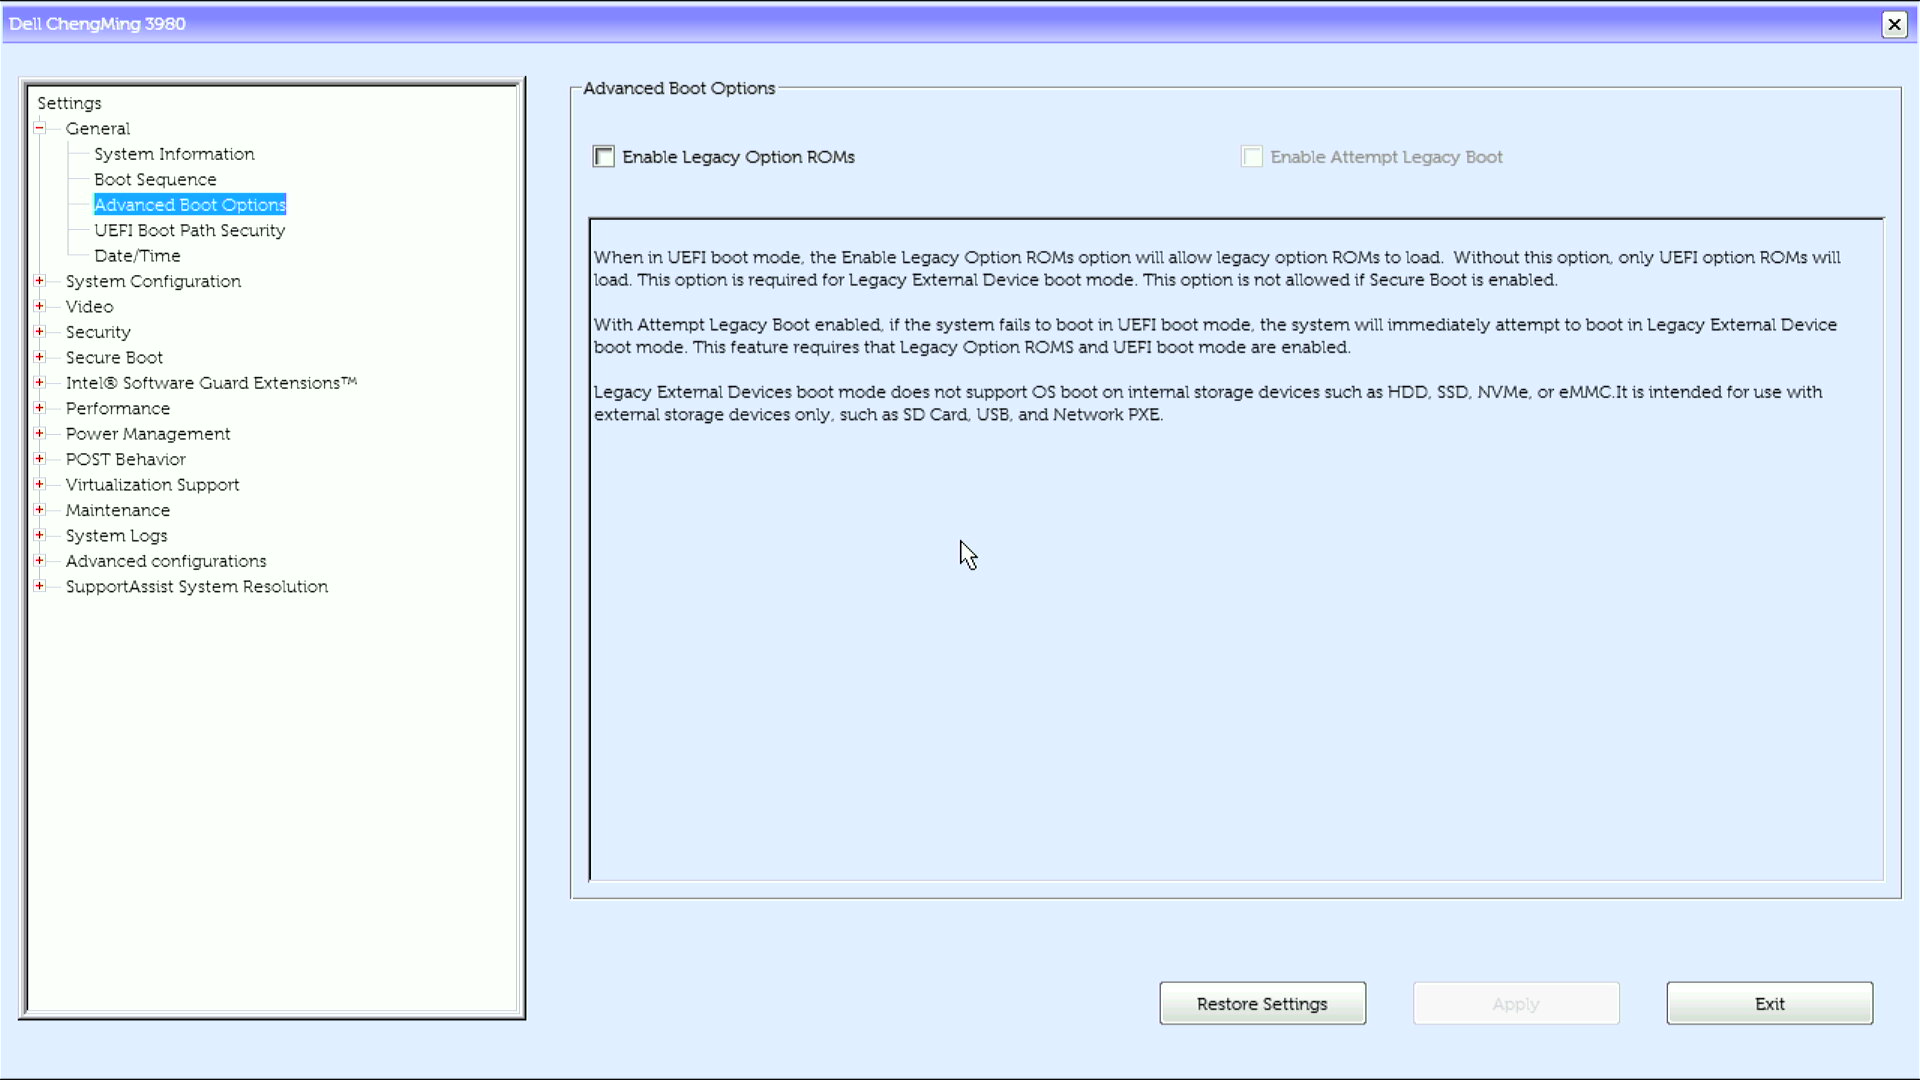 Dell ChengMing 3980
Settings
General
System Information
Boot Sequence
Advanced Boot Options
UEFI Boot Path Security
Date/Time
System Configuration
Video
Security
Secure Boot
Intel® Software Guard Extensions™
Performance
Power Management
POST Behavior
Virtualization Support
Maintenance
System Logs
Advanced configurations
SupportAssist System Resolution
Advanced Boot Options
Enable Legacy Option ROMs
Enable Attempt Legacy Boot
When in UEFI boot mode, the Enable Legacy Option ROMs option will allow legacy option ROMs to load.  Without this option, only UEFI option ROMs will
load. This option is required for Legacy External Device boot mode. This option is not allowed if Secure Boot is enabled.
With Attempt Legacy Boot enabled, if the system fails to boot in UEFI boot mode, the system will immediately attempt to boot in Legacy External Device
boot mode. This feature requires that Legacy Option ROMS and UEFI boot mode are enabled.
Legacy External Devices boot mode does not support OS boot on internal storage devices such as HDD, SSD, NVMe, or eMMC.It is intended for use with
external storage devices only, such as SD Card, USB, and Network PXE.
Restore Settings
Apply
Exit